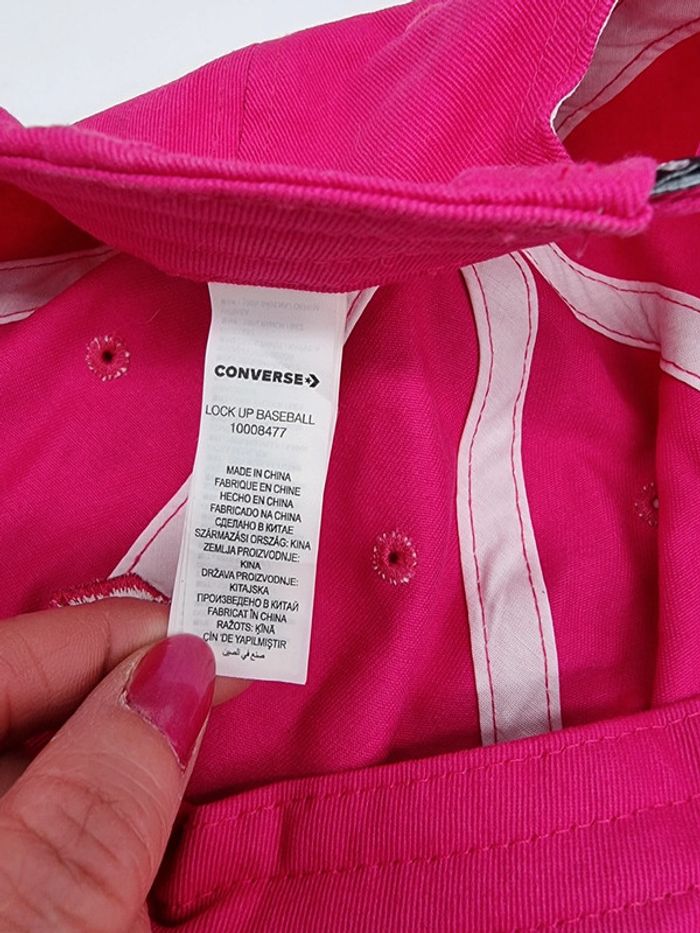 CONVERSE
LOCK UP BASEBALL
10008477
MADE IN CHINA
FABRIQUE EN CHINE
HECHO EN CHINA
FABRICADO NA CHINA
СДЕЛАНО В КИТАЕ
SZÁRMAZÁSI ORSZÁG: KINA
ZEMLJA PROIZVODNJE:
KINA
DRŽAVA PROIZVODNJE:
KITAJSKA
ПРОИЗВЕДЕНО В КИТАЙ
FABRICAT ÎN CHINA
RAŽOTS: ĶĪNĀ
ÇİN 'DE YAPILMIŞTIR
صنع في الصين